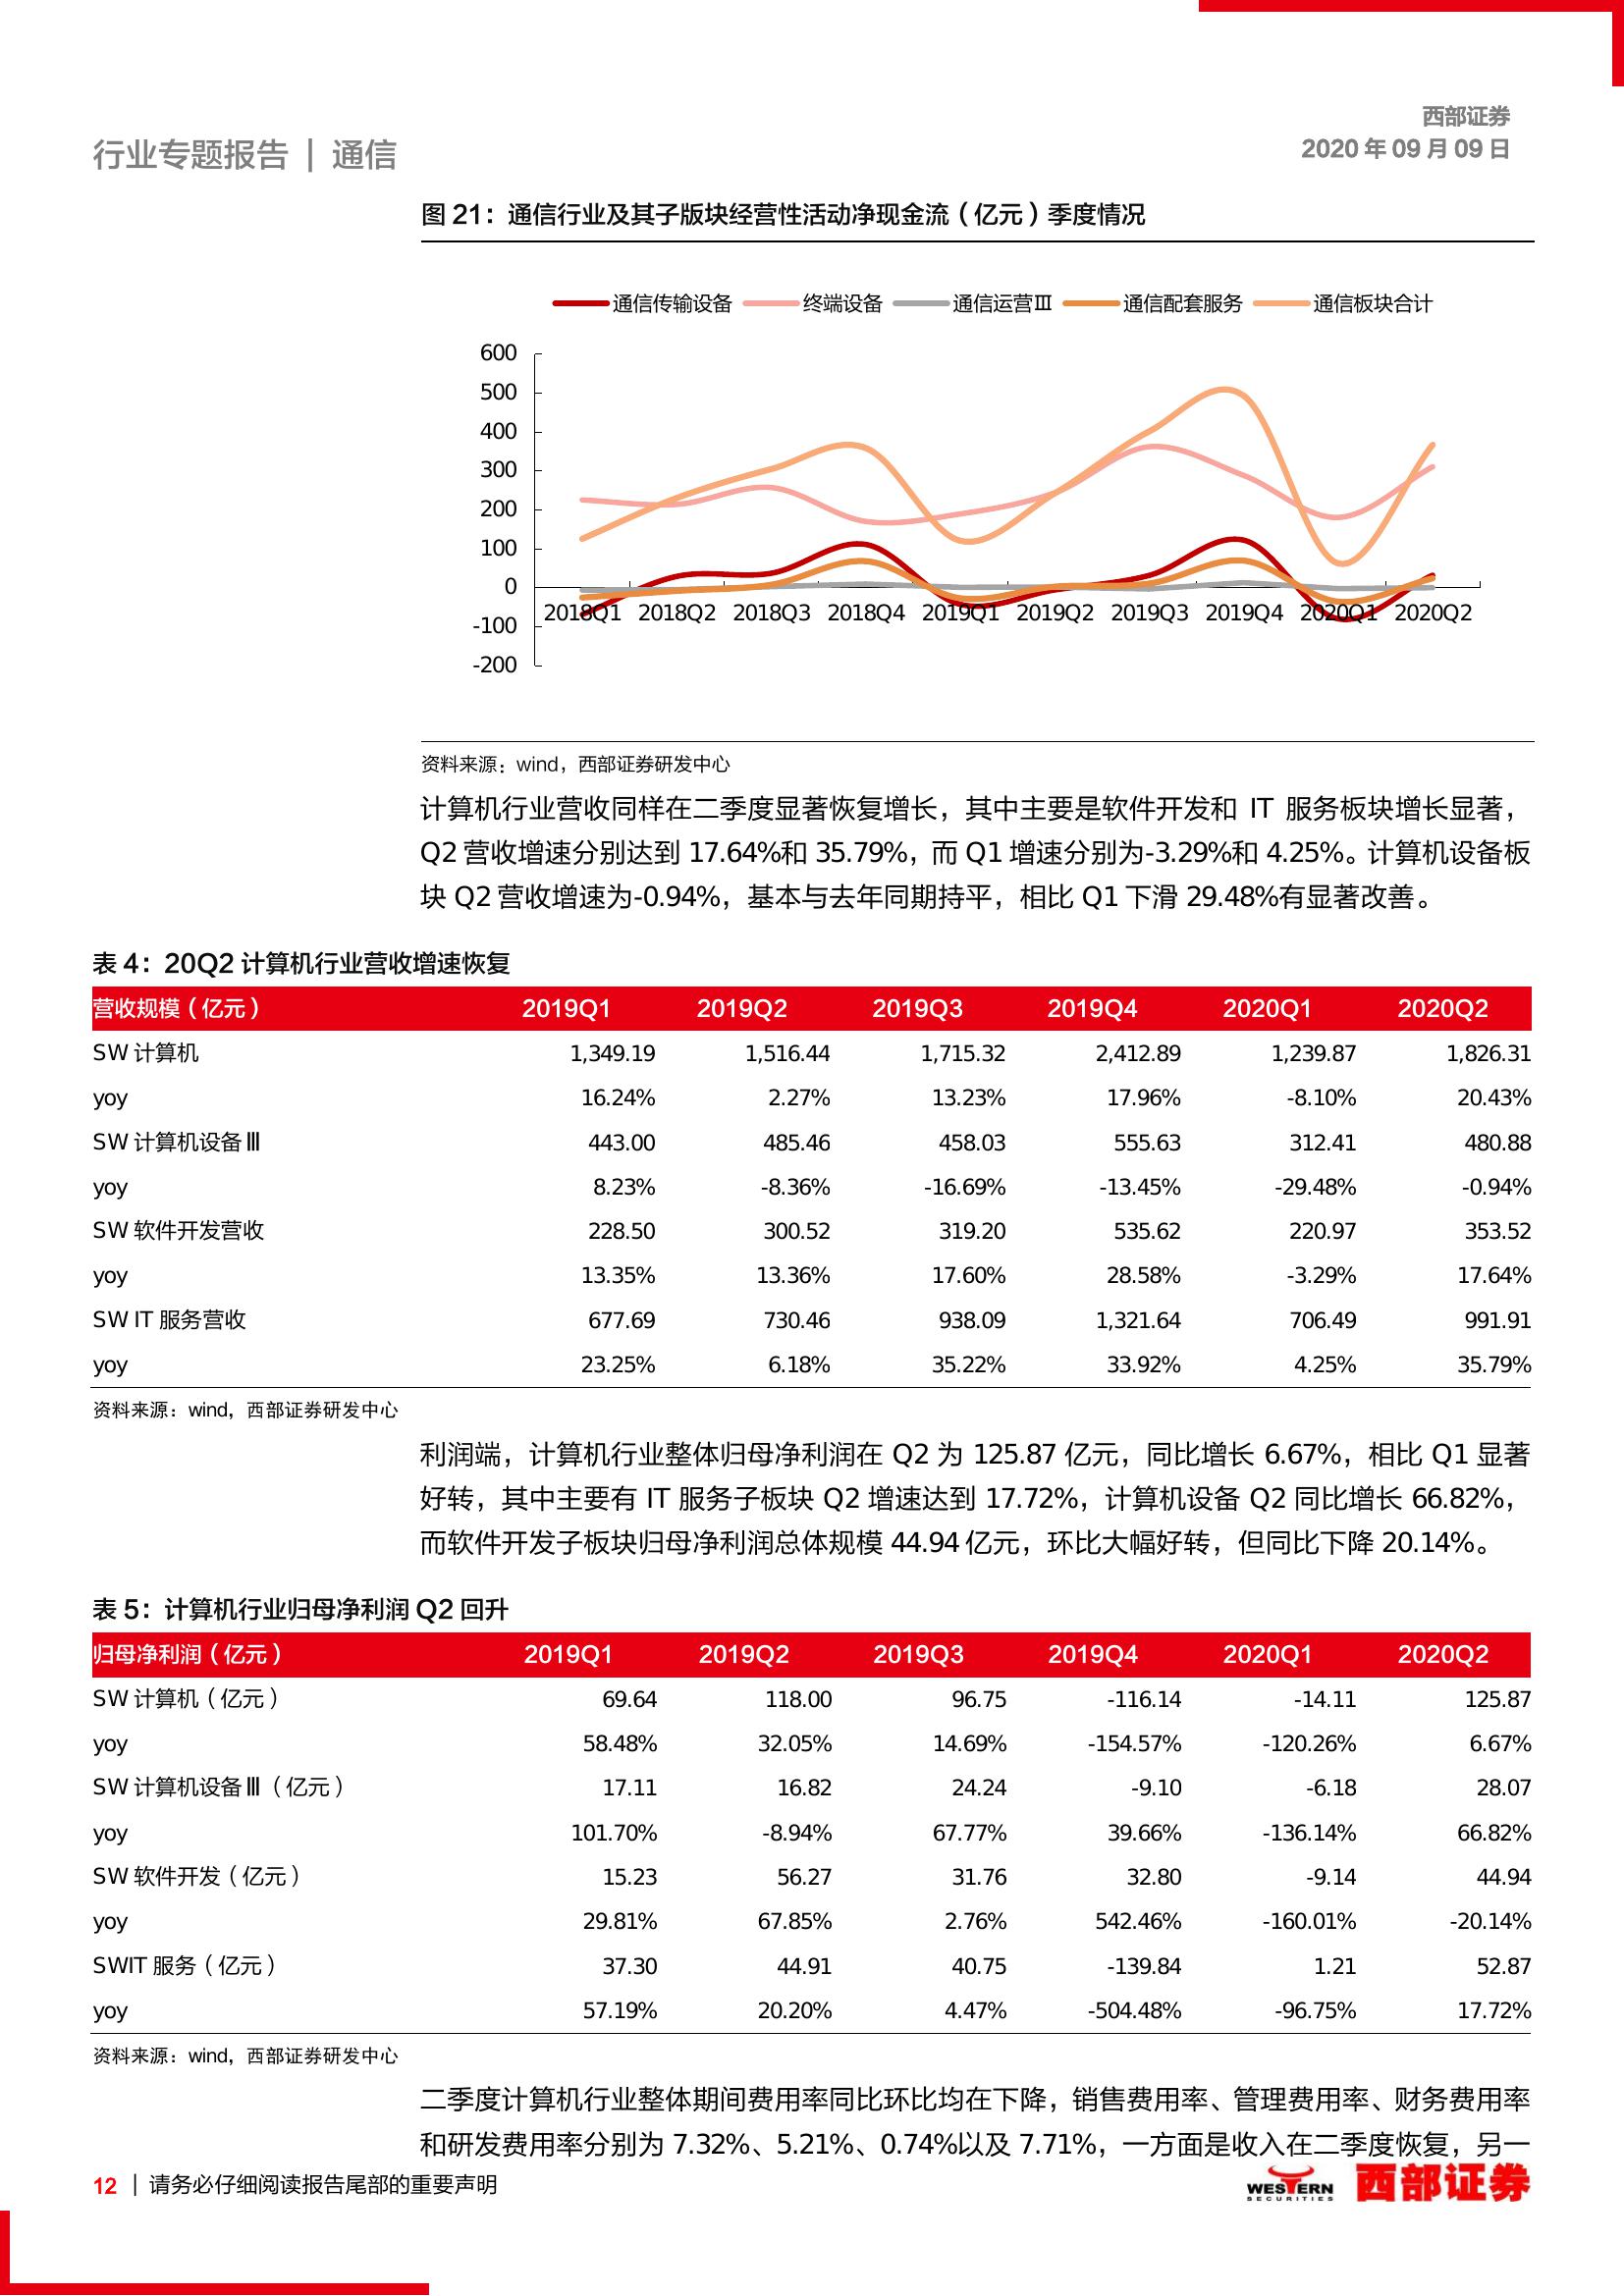 西部证券
行业专题报告 | 通信
2020 年 09 月 09 日
图 21：通信行业及其子版块经营性活动净现金流（亿元）季度情况
通信传输设备 终端设备 通信运营Ⅲ 通信配套服务 通信板块合计
600
500
400
300
200
100
0
-100
-200
2018Q1 2018Q2 2018Q3 2018Q4 2019Q1 2019Q2 2019Q3 2019Q4 2020Q1 2020Q2
资料来源：wind，西部证券研发中心
计算机行业营收同样在二季度显著恢复增长，其中主要是软件开发和 IT 服务板块增长显著，
Q2 营收增速分别达到 17.64%和 35.79%，而 Q1 增速分别为-3.29%和 4.25%。计算机设备板
块 Q2 营收增速为-0.94%，基本与去年同期持平，相比 Q1 下滑 29.48%有显著改善。
表 4：20Q2 计算机行业营收增速恢复
营收规模（亿元） 2019Q1 2019Q2 2019Q3 2019Q4 2020Q1 2020Q2
SW 计算机 1,349.19 1,516.44 1,715.32 2,412.89 1,239.87 1,826.31
yoy 16.24% 2.27% 13.23% 17.96% -8.10% 20.43%
SW 计算机设备Ⅲ 443.00 485.46 458.03 555.63 312.41 480.88
yoy 8.23% -8.36% -16.69% -13.45% -29.48% -0.94%
SW 软件开发营收 228.50 300.52 319.20 535.62 220.97 353.52
yoy 13.35% 13.36% 17.60% 28.58% -3.29% 17.64%
SW IT 服务营收 677.69 730.46 938.09 1,321.64 706.49 991.91
yoy 23.25% 6.18% 35.22% 33.92% 4.25% 35.79%
资料来源：wind，西部证券研发中心
利润端，计算机行业整体归母净利润在 Q2 为 125.87 亿元，同比增长 6.67%，相比 Q1 显著
好转，其中主要有 IT 服务子板块 Q2 增速达到 17.72%，计算机设备 Q2 同比增长 66.82%，
而软件开发子板块归母净利润总体规模 44.94 亿元，环比大幅好转，但同比下降 20.14%。
表 5：计算机行业归母净利润 Q2 回升
归母净利润（亿元） 2019Q1 2019Q2 2019Q3 2019Q4 2020Q1 2020Q2
SW 计算机（亿元） 69.64 118.00 96.75 -116.14 -14.11 125.87
yoy 58.48% 32.05% 14.69% -154.57% -120.26% 6.67%
SW 计算机设备Ⅲ（亿元） 17.11 16.82 24.24 -9.10 -6.18 28.07
yoy 101.70% -8.94% 67.77% 39.66% -136.14% 66.82%
SW 软件开发（亿元） 15.23 56.27 31.76 32.80 -9.14 44.94
yoy 29.81% 67.85% 2.76% 542.46% -160.01% -20.14%
SWIT 服务（亿元） 37.30 44.91 40.75 -139.84 1.21 52.87
yoy 57.19% 20.20% 4.47% -504.48% -96.75% 17.72%
资料来源：wind，西部证券研发中心
二季度计算机行业整体期间费用率同比环比均在下降，销售费用率、管理费用率、财务费用率
和研发费用率分别为 7.32%、5.21%、0.74%以及 7.71%，一方面是收入在二季度恢复，另一
12 | 请务必仔细阅读报告尾部的重要声明
WESTERN
SECURITIES
西部证券